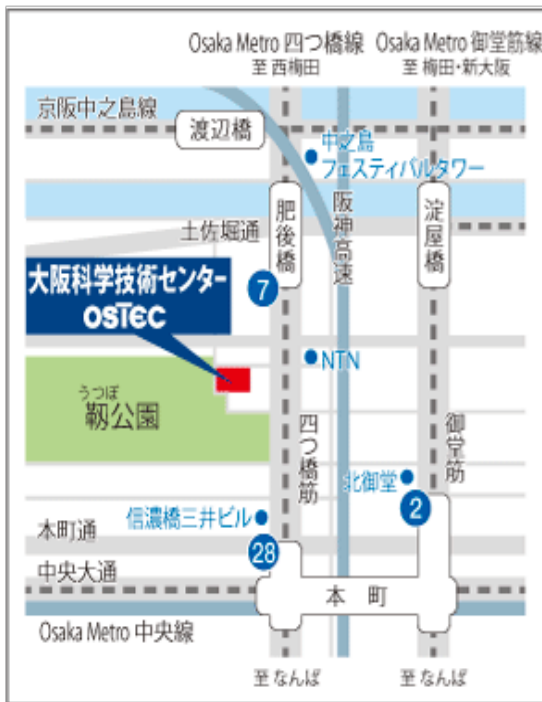 Osaka Metro 四つ橋線
至 西梅田
Osaka Metro 御堂筋線
至 梅田・新大阪
京阪中之島線
渡辺橋
中之島
フェスティバルタワー
肥後橋
阪神高速
淀屋橋
土佐堀通
大阪科学技術センター
OSTEC
7
NTN
うつぼ
靱公園
四つ橋筋
御堂筋
北御堂
2
信濃橋三井ビル
本町通
28
中央大通
本町
Osaka Metro 中央線
至 なんば
至 なんば